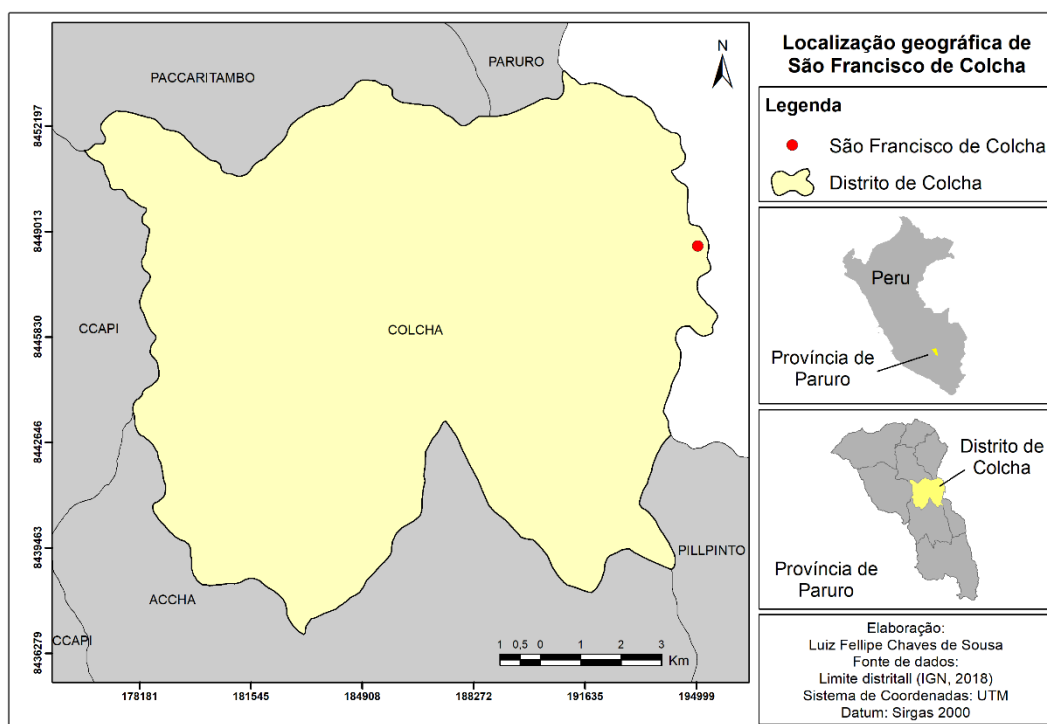 PACCARITAMBO
PARURO
N
CCAPI
COLCHA
ACCHA
PILLPINTO
CCAPI
8452197
8449013
8445830
8442646
8439463
8436279
178181
181545
184908
188272
191635
194999
1 0,5 0 1 2 3
Km
Localização geográfica de
São Francisco de Colcha
Legenda
São Francisco de Colcha
Distrito de Colcha
Peru
Província de
Paruro
Distrito de
Colcha
Província de
Paruro
Elaboração:
Luiz Fellipe Chaves de Sousa
Fonte de dados:
Limite distritall (IGN, 2018)
Sistema de Coordenadas: UTM
Datum: Sirgas 2000